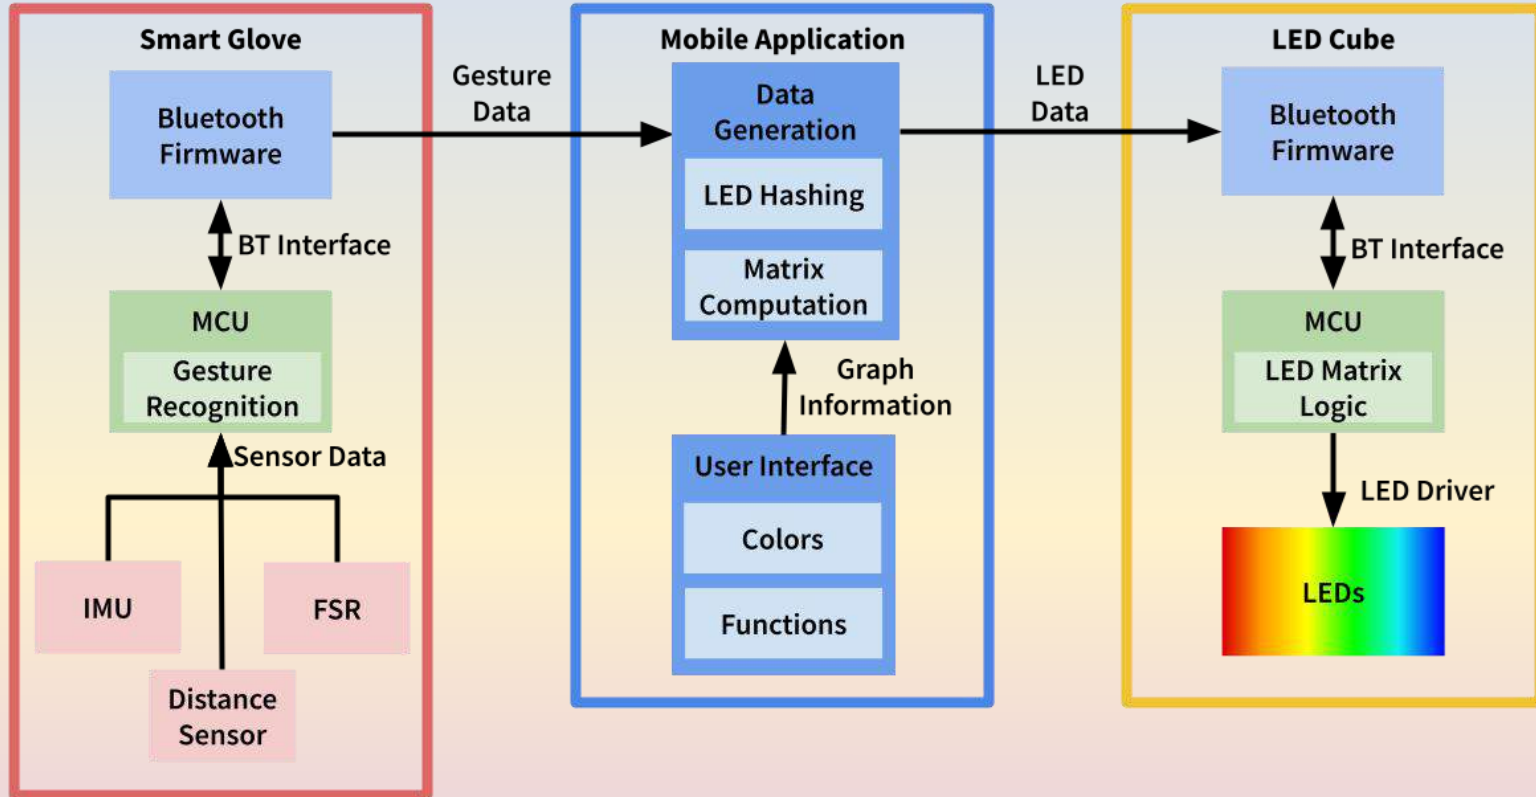 Smart Glove
Bluetooth
Firmware
BT Interface
MCU
Gesture
Recognition
Sensor Data
IMU
FSR
Distance
Sensor
Gesture
Data
Mobile Application
Data
Generation
LED Hashing
Matrix
Computation
Graph
Information
User Interface
Colors
Functions
LED
Data
LED Cube
Bluetooth
Firmware
BT Interface
MCU
LED Matrix
Logic
LED Driver
LEDs